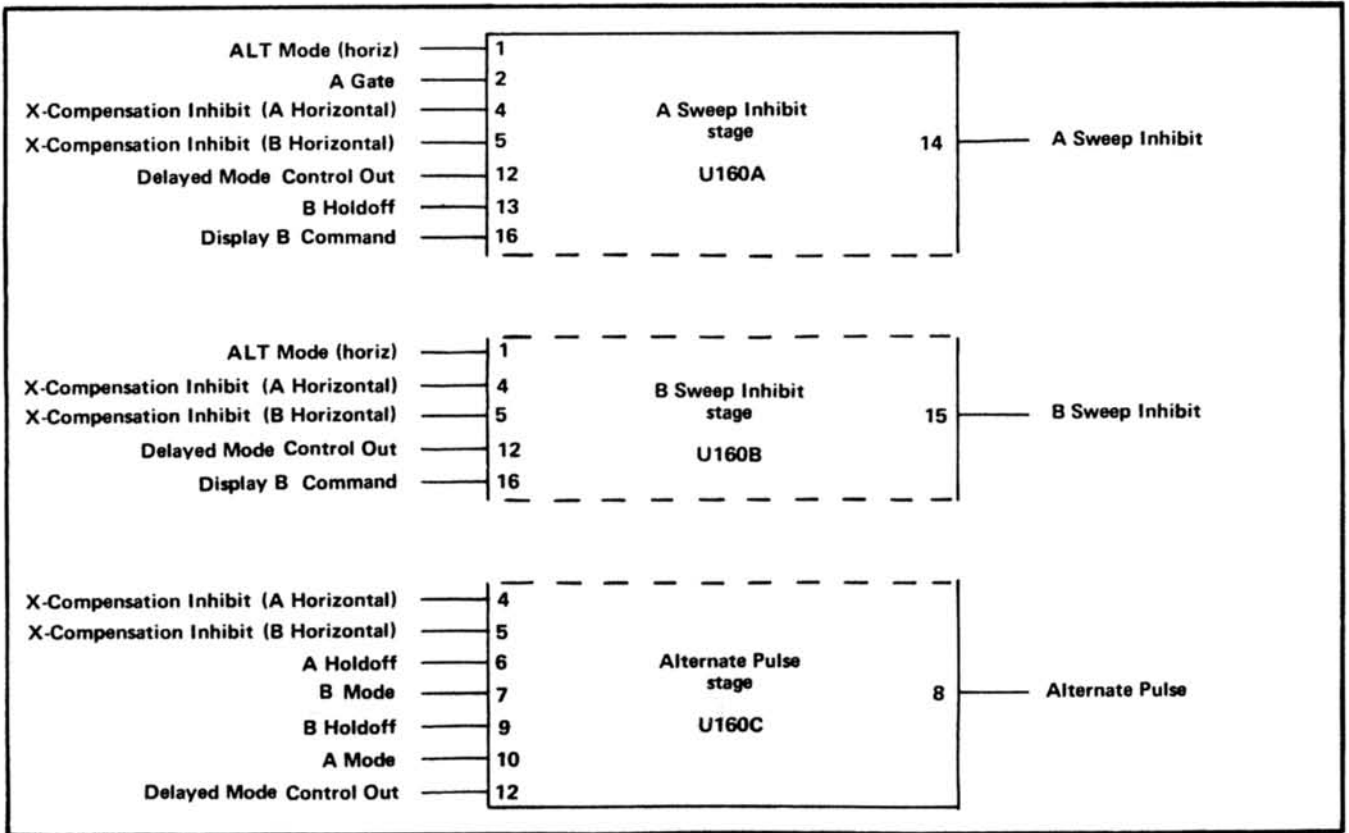 ALT Mode (horiz) 1
A Gate 2
X-Compensation Inhibit (A Horizontal) 4
X-Compensation Inhibit (B Horizontal) 5
Delayed Mode Control Out 12
B Holdoff 13
Display B Command 16
A Sweep Inhibit
stage
U160A
14 A Sweep Inhibit
ALT Mode (horiz) 1
X-Compensation Inhibit (A Horizontal) 4
X-Compensation Inhibit (B Horizontal) 5
Delayed Mode Control Out 12
Display B Command 16
B Sweep Inhibit
stage
U160B
15 B Sweep Inhibit
X-Compensation Inhibit (A Horizontal) 4
X-Compensation Inhibit (B Horizontal) 5
A Holdoff 6
B Mode 7
B Holdoff 9
A Mode 10
Delayed Mode Control Out 12
Alternate Pulse
stage
U160C
8 Alternate Pulse